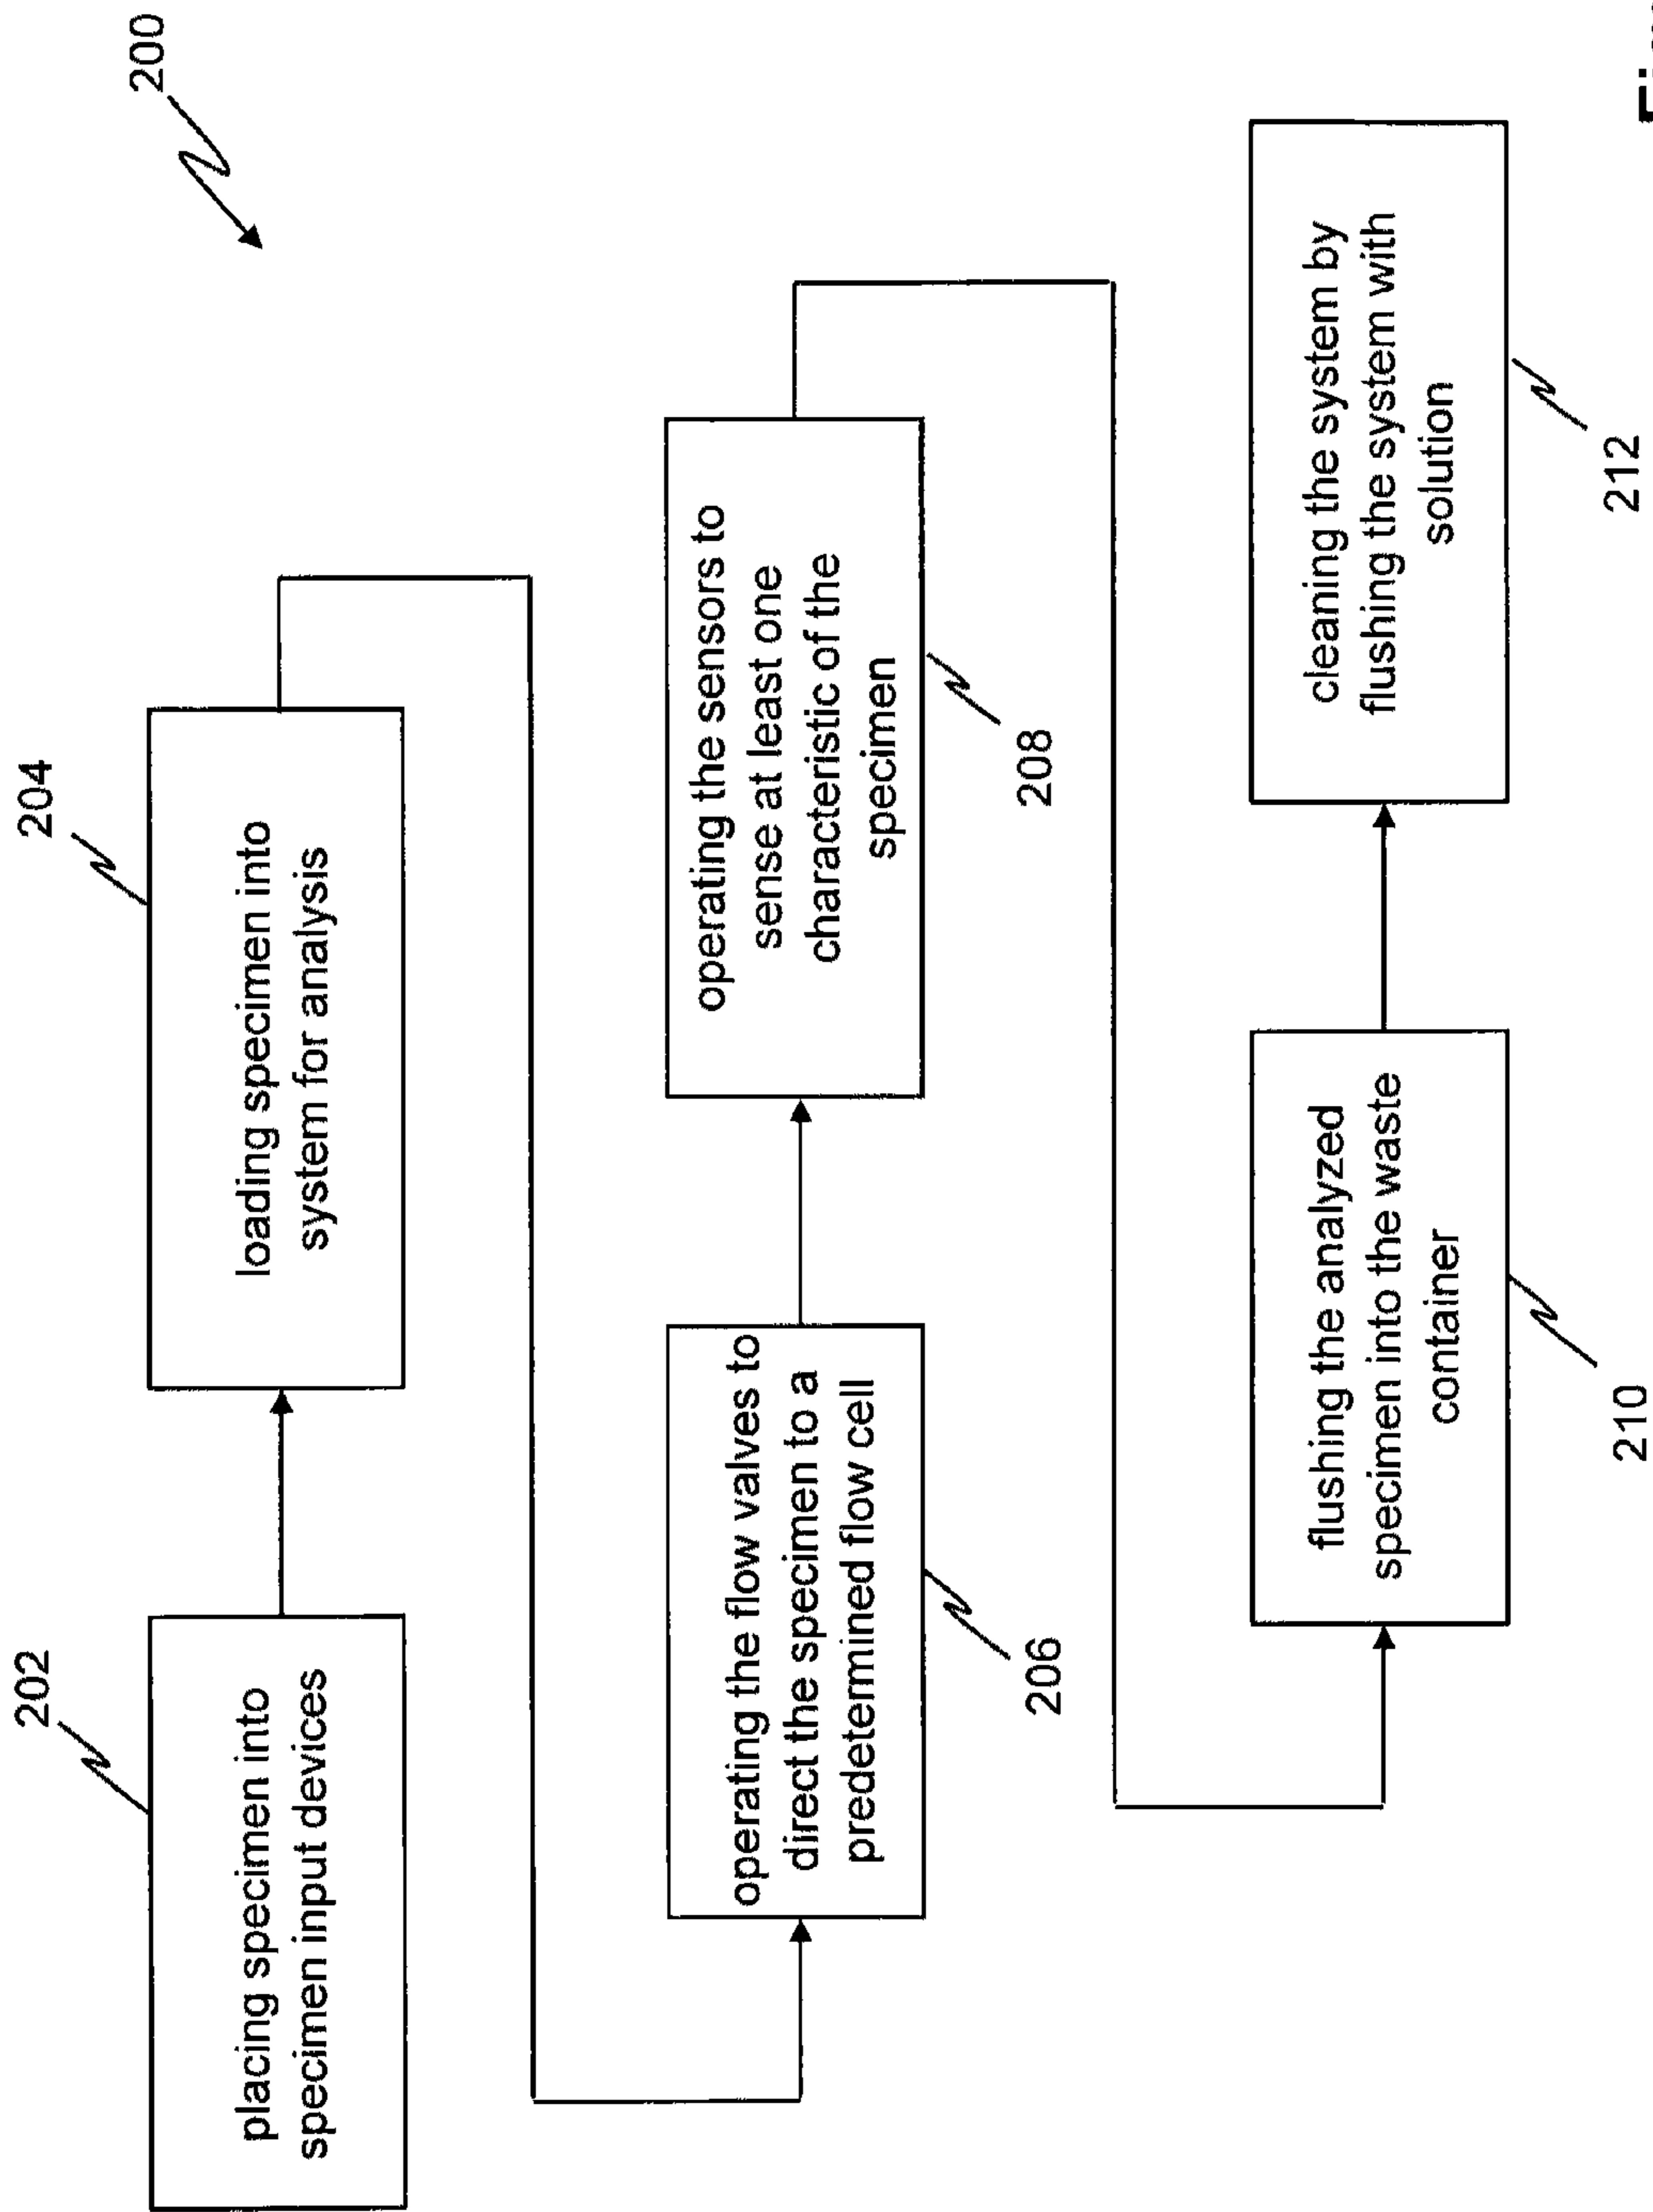 200
202
placing specimen into
specimen input devices
204
loading specimen into
system for analysis
operating the flow valves to
direct the specimen to a
predetermined flow cell
206
operating the sensors to
sense at least one
characteristic of the
specimen
208
flushing the analyzed
specimen into the waste
container
210
cleaning the system by
flushing the system with
solution
212